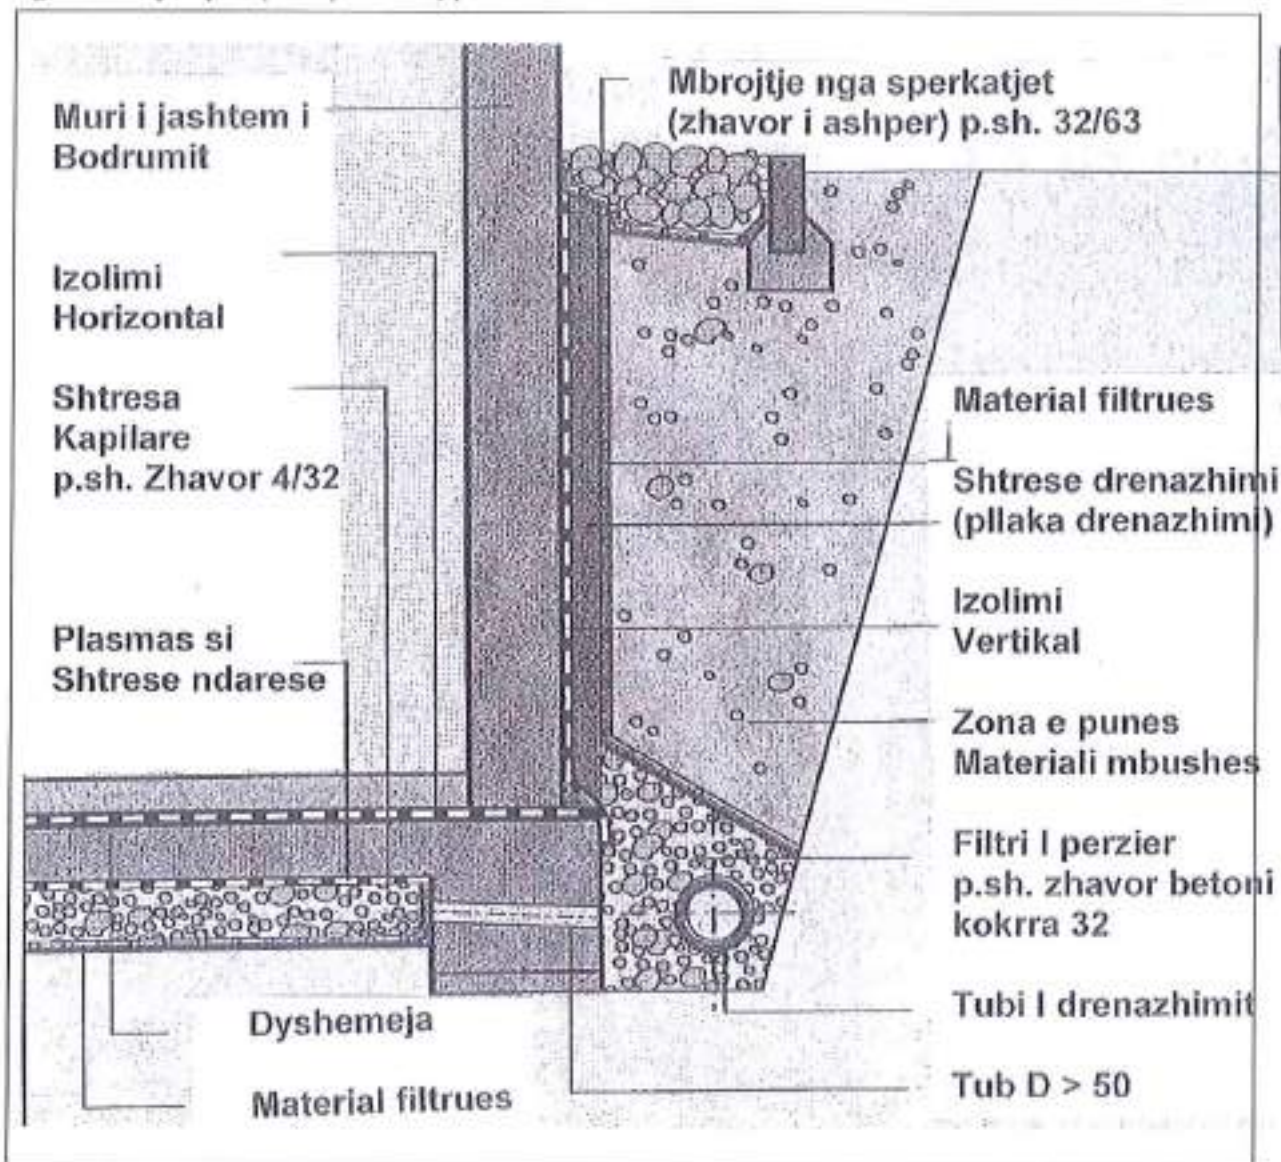 Muri i jashtem i
Bodrumit
Izolimi
Horizontal
Shtresa
Kapilare
p.sh. Zhavor 4/32
Plasmas si
Shtrese ndarese
Dyshemeja
Material filtrues
Mbrojtje nga sperkatjet
(zhavor i ashper) p.sh. 32/63
Material filtrues
Shtrese drenazhimi
(pllaka drenazhimi)
Izolimi
Vertikal
Zona e punes
Materiali mbushes
Filtri I perzier
p.sh. zhavor betoni
kokrra 32
Tubi I drenazhimit
Tub D > 50